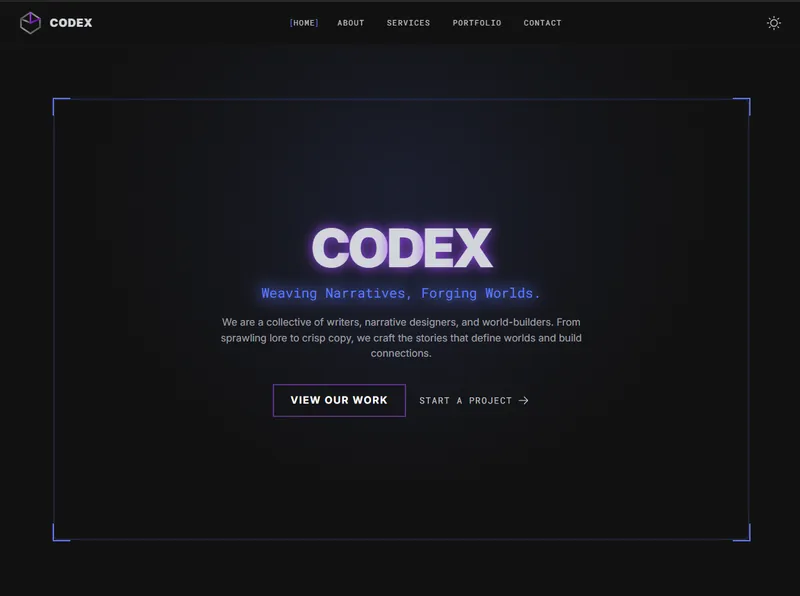 CODEX
[HOME]
ABOUT
SERVICES
PORTFOLIO
CONTACT
CODEX
Weaving Narratives, Forging Worlds.
We are a collective of writers, narrative designers, and world-builders. From
sprawling lore to crisp copy, we craft the stories that define worlds and build
connections.
VIEW OUR WORK
START A PROJECT →